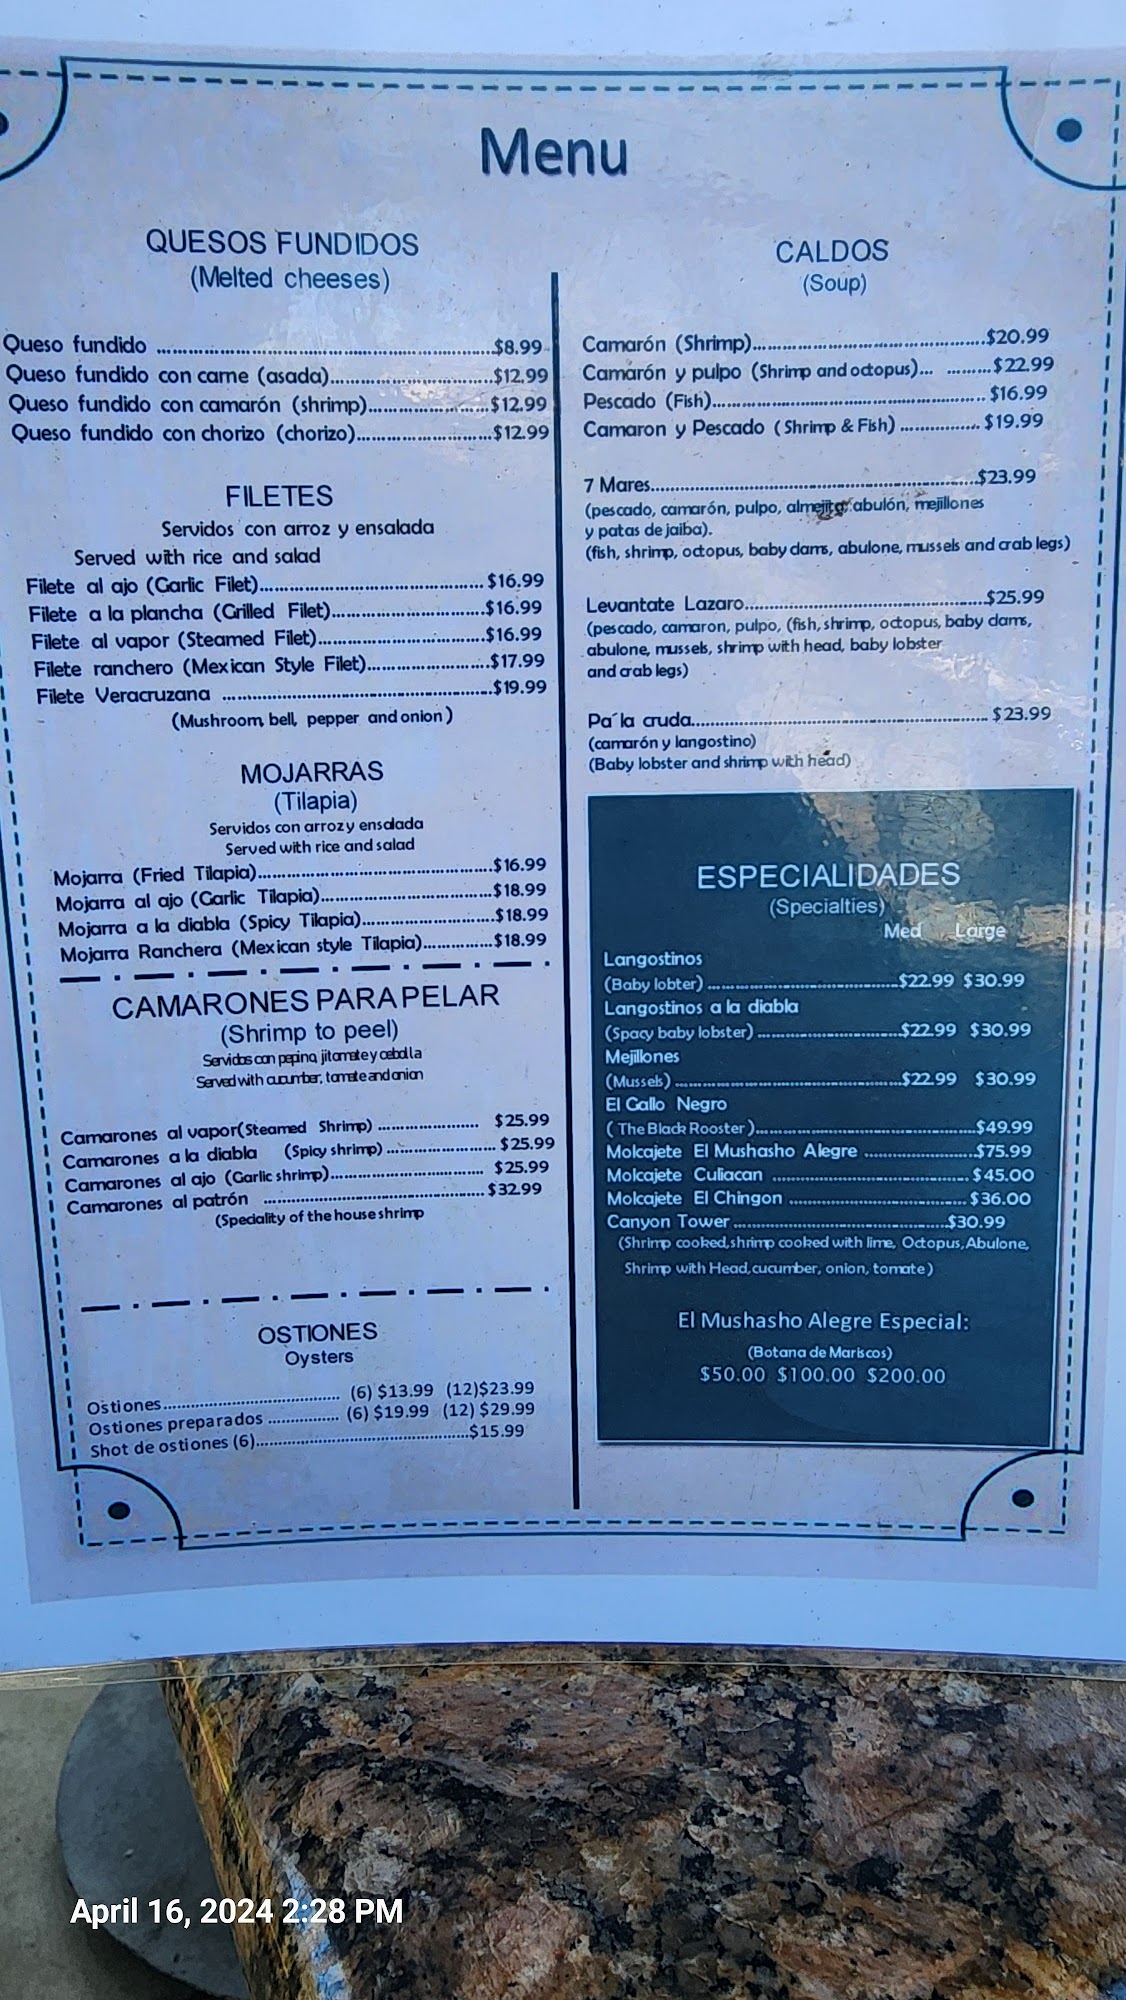 Menu
QUESOS FUNDIDOS
(Melted cheeses)
Queso fundido ........ $8.99
Queso fundido con carne (asada)........ $12.99
Queso fundido con camarón (shrimp)........ $12.99
Queso fundido con chorizo (chorizo)........ $12.99
FILETES
Servidos con arroz y ensalada
Served with rice and salad
Filete al ajo (Garlic Filet)........ $16.99
Filete a la plancha (Grilled Filet)........ $16.99
Filete al vapor (Steamed Filet)........ $16.99
Filete ranchero (Mexican Style Filet)........ $17.99
Filete Veracruzana ........ $19.99
(Mushroom, bell, pepper and onion)
MOJARRAS
(Tilapia)
Servidos con arroz y ensalada
Served with rice and salad
Mojarra (Fried Tilapia)........ $16.99
Mojarra al ajo (Garlic Tilapia)........ $18.99
Mojarra a la diabla (Spicy Tilapia)........ $18.99
Mojarra Ranchera (Mexican style Tilapia)........ $18.99
CAMARONES PARA PELAR
(Shrimp to peel)
Servidos con pepino, jitomate y cebolla
Served with cucumber, tomate and onion
Camarones al vapor(Steamed Shrimp) ........ $25.99
Camarones a la diabla (Spicy shrimp) ........ $25.99
Camarones al ajo (Garlic shrimp)........ $25.99
Camarones al patrón ........ $32.99
(Speciality of the house shrimp
OSTIONES
Oysters
Ostiones........ (6) $13.99 (12)$23.99
Ostiones preparados ........ (6) $19.99 (12) $29.99
Shot de ostiones (6)........ $15.99
CALDOS
(Soup)
Camarón (Shrimp)........ $20.99
Camarón y pulpo (Shrimp and octopus)........ $22.99
Pescado (Fish)........ $16.99
Camaron y Pescado (Shrimp & Fish) ........ $19.99
7 Mares........ $23.99
(pescado, camarón, pulpo, almejita, abulón, mejillones
y patas de jaiba).
(fish, shrimp, octopus, baby clams, abulone, mussels and crab legs)
Levantate Lazaro........ $25.99
(pescado, camaron, pulpo, (fish, shrimp, octopus, baby clams,
abulone, mussels, shrimp with head, baby lobster
and crab legs)
Pa´la cruda........ $23.99
(camarón y langostino)
(Baby lobster and shrimp with head)
ESPECIALIDADES
(Specialties)
Med Large
Langostinos
(Baby lobter) ........ $22.99 $30.99
Langostinos a la diabla
(Spacy baby lobster) ........ $22.99 $30.99
Mejillones
(Mussels) ........ $22.99 $30.99
El Gallo Negro
( The Black Rooster )........ $49.99
Molcajete El Mushasho Alegre ........ $75.99
Molcajete Culiacan ........ $45.00
Molcajete El Chingon ........ $36.00
Canyon Tower ........ $30.99
(Shrimp cooked,shrimp cooked with lime, Octopus, Abulone,
Shrimp with Head, cucumber, onion, tomate)
El Mushasho Alegre Especial:
(Botana de Mariscos)
$50.00 $100.00 $200.00
April 16, 2024 2:28 PM